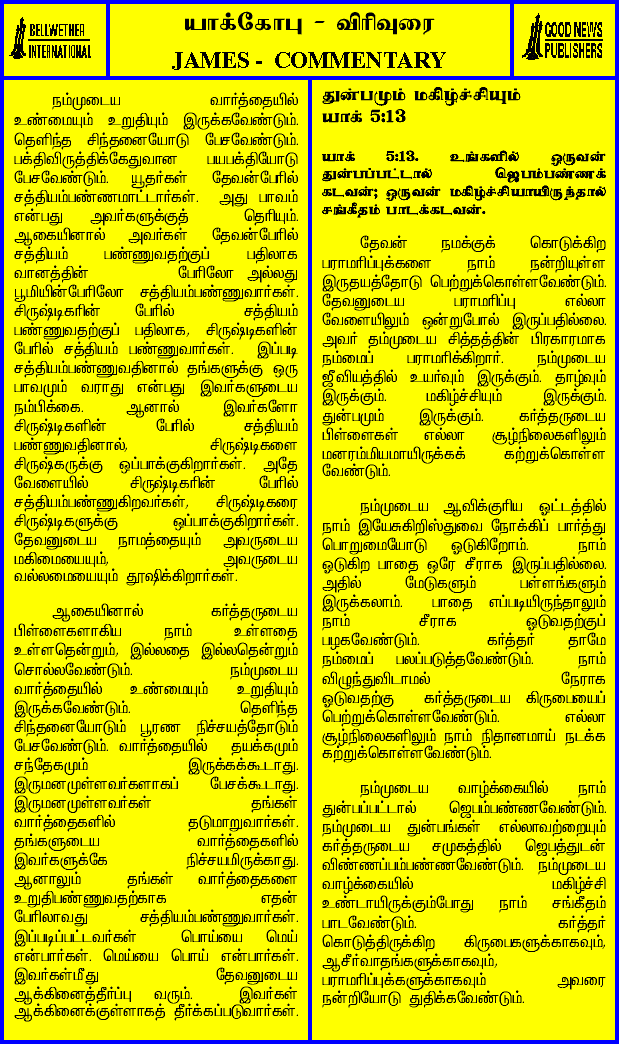 BELLWETHER
INTERNATIONAL
யாக்கோபு - விரிவுரை
JAMES - COMMENTARY
GOOD NEWS
PUBLISHERS
நம்முடைய வார்த்தையில்
உண்மையும் உறுதியும் இருக்கவேண்டும்.
தெளிந்த சிந்தனையோடு பேசவேண்டும்.
பக்திவிருத்திக்கேதுவான பயபக்தியோடு
பேசவேண்டும். யூதர்கள் தேவன்பேரில்
சத்தியம்பண்ணமாட்டார்கள். அது பாவம்
என்பது அவர்களுக்குத் தெரியும்.
ஆகையினால் அவர்கள் தேவன்பேரில்
சத்தியம் பண்ணுவதற்குப் பதிலாக
வானத்தின் பேரிலோ அல்லது
பூமியின்பேரிலோ சத்தியம்பண்ணுவார்கள்.
சிருஷ்டிகரின் பேரில் சத்தியம்
பண்ணுவதற்குப் பதிலாக, சிருஷ்டிகளின்
பேரில் சத்தியம் பண்ணுவார்கள். இப்படி
சத்தியம்பண்ணுவதினால் தங்களுக்கு ஒரு
பாவமும் வராது என்பது இவர்களுடைய
நம்பிக்கை. ஆனால் இவர்களோ
சிருஷ்டிகளின் பேரில் சத்தியம்
பண்ணுவதினால், சிருஷ்டிகளை
சிருஷ்கருக்கு ஒப்பாக்குகிறார்கள். அதே
வேளையில் சிருஷ்டிகரின் பேரில்
சத்தியம்பண்ணுகிறவர்கள், சிருஷ்டிகரை
சிருஷ்டிகளுக்கு ஒப்பாக்குகிறார்கள்.
தேவனுடைய நாமத்தையும் அவருடைய
மகிமையையும், அவருடைய
வல்லமையையும் தூஷிக்கிறார்கள்.
ஆகையினால் கர்த்தருடைய
பிள்ளைகளாகிய நாம் உள்ளதை
உள்ளதென்றும், இல்லதை இல்லதென்றும்
சொல்லவேண்டும். நம்முடைய
வார்த்தையில் உண்மையும் உறுதியும்
இருக்கவேண்டும். தெளிந்த
சிந்தனையோடும் பூரண நிச்சயத்தோடும்
பேசவேண்டும். வார்த்தையில் தயக்கமும்
சந்தேகமும் இருக்கக்கூடாது.
இருமனமுள்ளவர்களாகப் பேசக்கூடாது.
இருமனமுள்ளவர்கள் தங்கள்
வார்த்தைகளில் தடுமாறுவார்கள்.
தங்களுடைய வார்த்தைகளில்
இவர்களுக்கே நிச்சயமிருக்காது.
ஆனாலும் தங்கள் வார்த்தைகளை
உறுதிபண்ணுவதற்காக எதன்
பேரிலாவது சத்தியம்பண்ணுவார்கள்.
இப்படிப்பட்டவர்கள் பொய்யை மெய்
என்பார்கள். மெய்யை பொய் என்பார்கள்.
இவர்கள்மீது தேவனுடைய
ஆக்கினைத்தீர்ப்பு வரும். இவர்கள்
ஆக்கினைக்குள்ளாகத் தீர்க்கப்படுவார்கள்.
துன்பமும் மகிழ்ச்சியும்
யாக் 5:13
யாக் 5:13. உங்களில் ஒருவன்
துன்பப்பட்டால் ஜெபம்பண்ணக்
கடவன்; ஒருவன் மகிழ்ச்சியாயிருந்தால்
சங்கீதம் பாடக்கடவன்.
தேவன் நமக்குக் கொடுக்கிற
பராமரிப்புக்களை நாம் நன்றியுள்ள
இருதயத்தோடு பெற்றுக்கொள்ளவேண்டும்.
தேவனுடைய பராமரிப்பு எல்லா
வேளையிலும் ஒன்றுபோல் இருப்பதில்லை.
அவர் தம்முடைய சித்தத்தின் பிரகாரமாக
நம்மைப் பராமரிக்கிறார். நம்முடைய
ஜீவியத்தில் உயர்வும் இருக்கும். தாழ்வும்
இருக்கும். மகிழ்ச்சியும் இருக்கும்.
துன்பமும் இருக்கும். கர்த்தருடைய
பிள்ளைகள் எல்லா சூழ்நிலைகளிலும்
மனரம்மியமாயிருக்கக் கற்றுக்கொள்ள
வேண்டும்.
நம்முடைய ஆவிக்குரிய ஓட்டத்தில்
நாம் இயேசுகிறிஸ்துவை நோக்கிப் பார்த்து
பொறுமையோடு ஓடுகிறோம். நாம்
ஓடுகிற பாதை ஒரே சீராக இருப்பதில்லை.
அதில் மேடுகளும் பள்ளங்களும்
இருக்கலாம். பாதை எப்படியிருந்தாலும்
நாம் சீராக ஓடுவதற்குப்
பழகவேண்டும். கர்த்தர் தாமே
நம்மைப் பலப்படுத்தவேண்டும். நாம்
விழுந்துவிடாமல் நேராக
ஓடுவதற்கு கர்த்தருடைய கிருபையைப்
பெற்றுக்கொள்ளவேண்டும். எல்லா
சூழ்நிலைகளிலும் நாம் நிதானமாய் நடக்க
கற்றுக்கொள்ளவேண்டும்.
நம்முடைய வாழ்க்கையில் நாம்
துன்பப்பட்டால் ஜெபம்பண்ணவேண்டும்.
நம்முடைய துன்பங்கள் எல்லாவற்றையும்
கர்த்தருடைய சமுகத்தில் ஜெபத்துடன்
விண்ணப்பம்பண்ணவேண்டும். நம்முடைய
வாழ்க்கையில் மகிழ்ச்சி
உண்டாயிருக்கும்போது நாம் சங்கீதம்
பாடவேண்டும். கர்த்தர்
கொடுத்திருக்கிற கிருபைகளுக்காகவும்,
ஆசீர்வாதங்களுக்காகவும்,
பராமரிப்புக்களுக்காகவும் அவரை
நன்றியோடு துதிக்கவேண்டும்.